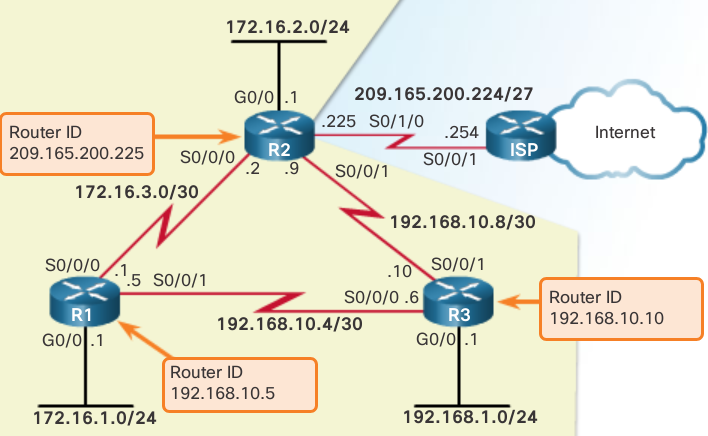 172.16.2.0/24
209.165.200.224/27
G0/0 .1
.225 S0/1/0
.254
Internet
Router ID
209.165.200.225
R2
ISP
S0/0/0
.2
.9
S0/0/1
S0/0/1
172.16.3.0/30
192.168.10.8/30
S0/0/0 .1
.5 S0/0/1
.10
S0/0/1
S0/0/0 .6
R1
R3
Router ID
192.168.10.10
192.168.10.4/30
G0/0 .1
G0/0 .1
Router ID
192.168.10.5
172.16.1.0/24
192.168.1.0/24